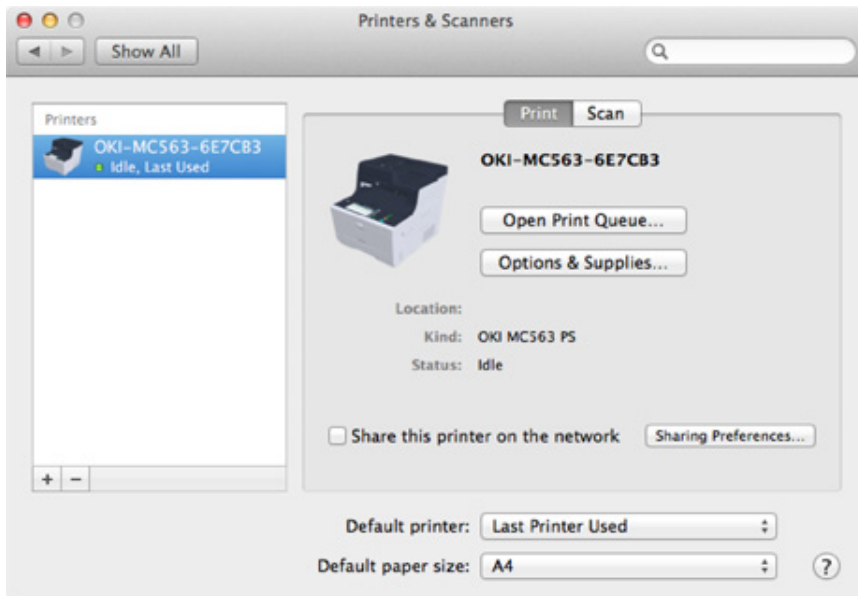 Printers & Scanners
Show All
Printers
OKI-MC563-6E7CB3
Idle, Last Used
Print Scan
OKI-MC563-6E7CB3
Open Print Queue...
Options & Supplies...
Location:
Kind: OKI MC563 PS
Status: Idle
Share this printer on the network Sharing Preferences...
+ −
Default printer: Last Printer Used
Default paper size: A4 ?